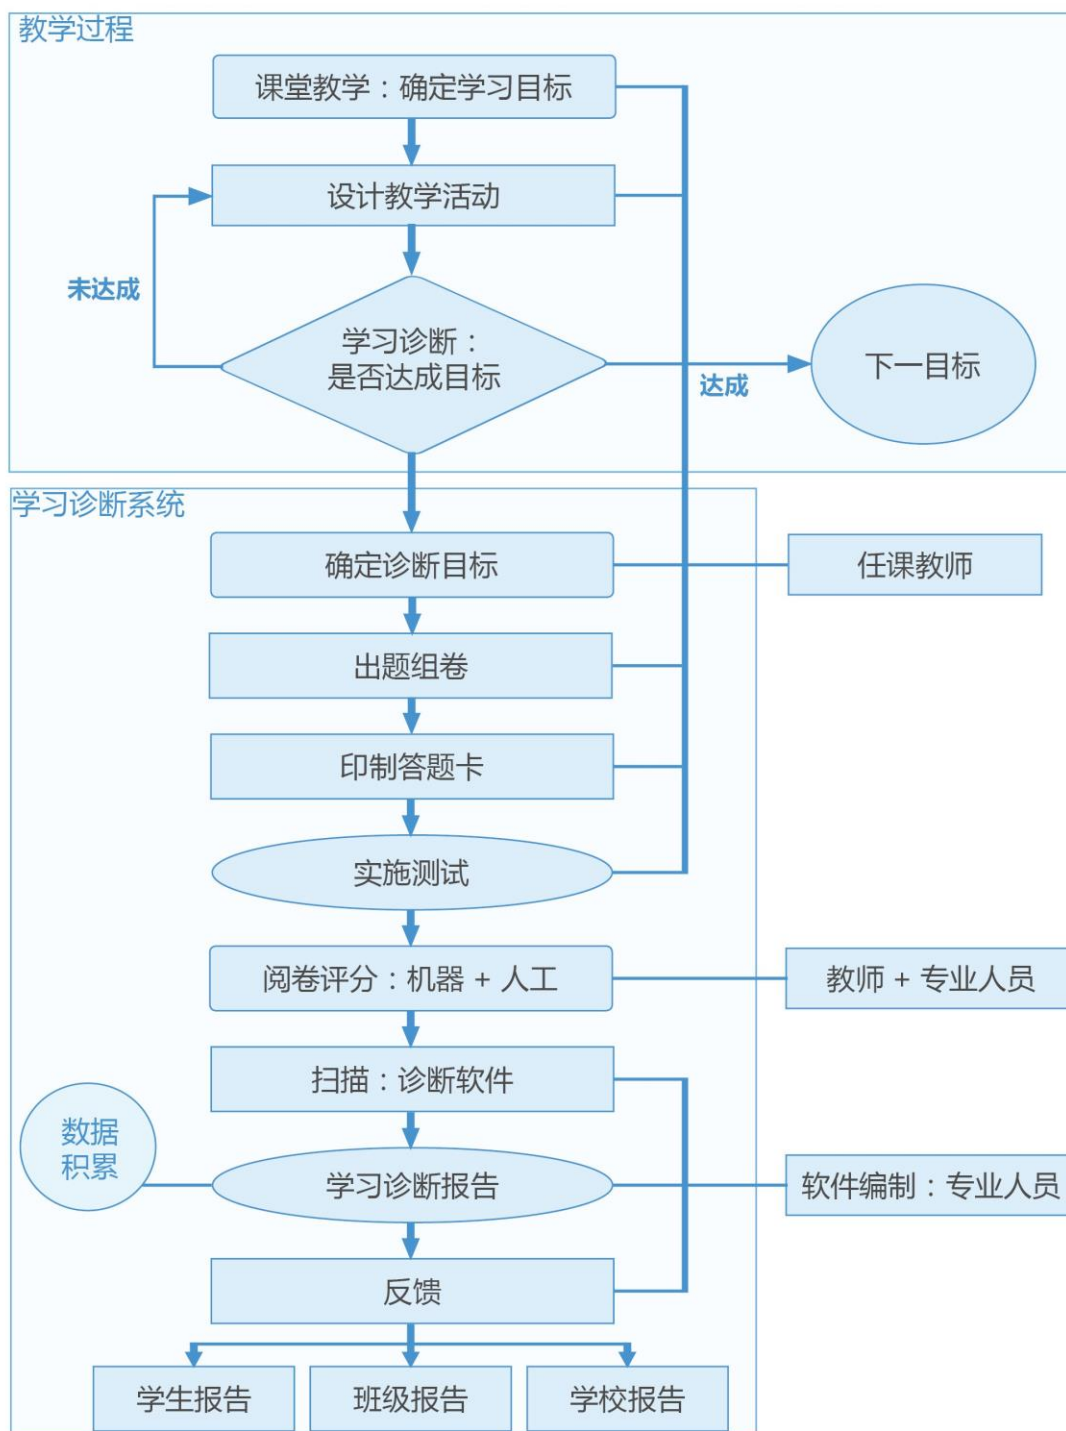 教学过程
课堂教学：确定学习目标
设计教学活动
未达成
学习诊断：
是否达成目标
达成
下一目标
学习诊断系统
确定诊断目标
任课教师
出题组卷
印制答题卡
实施测试
阅卷评分：机器 + 人工
教师 + 专业人员
扫描：诊断软件
数据
积累
学习诊断报告
软件编制：专业人员
反馈
学生报告
班级报告
学校报告